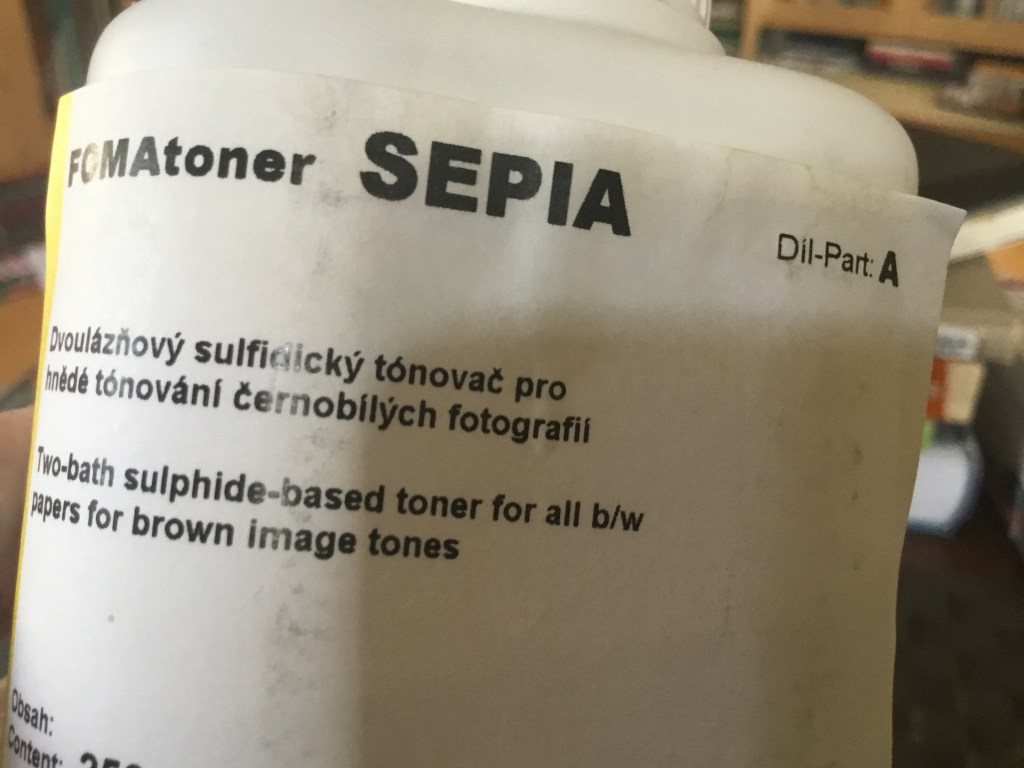 FOMAtoner SEPIA
Díl-Part: A
Dvoulázňový sulfidický tónovač pro
hnědé tónování černobílých fotografií
Two-bath sulphide-based toner for all b/w
papers for brown image tones
Obsah:
Content: